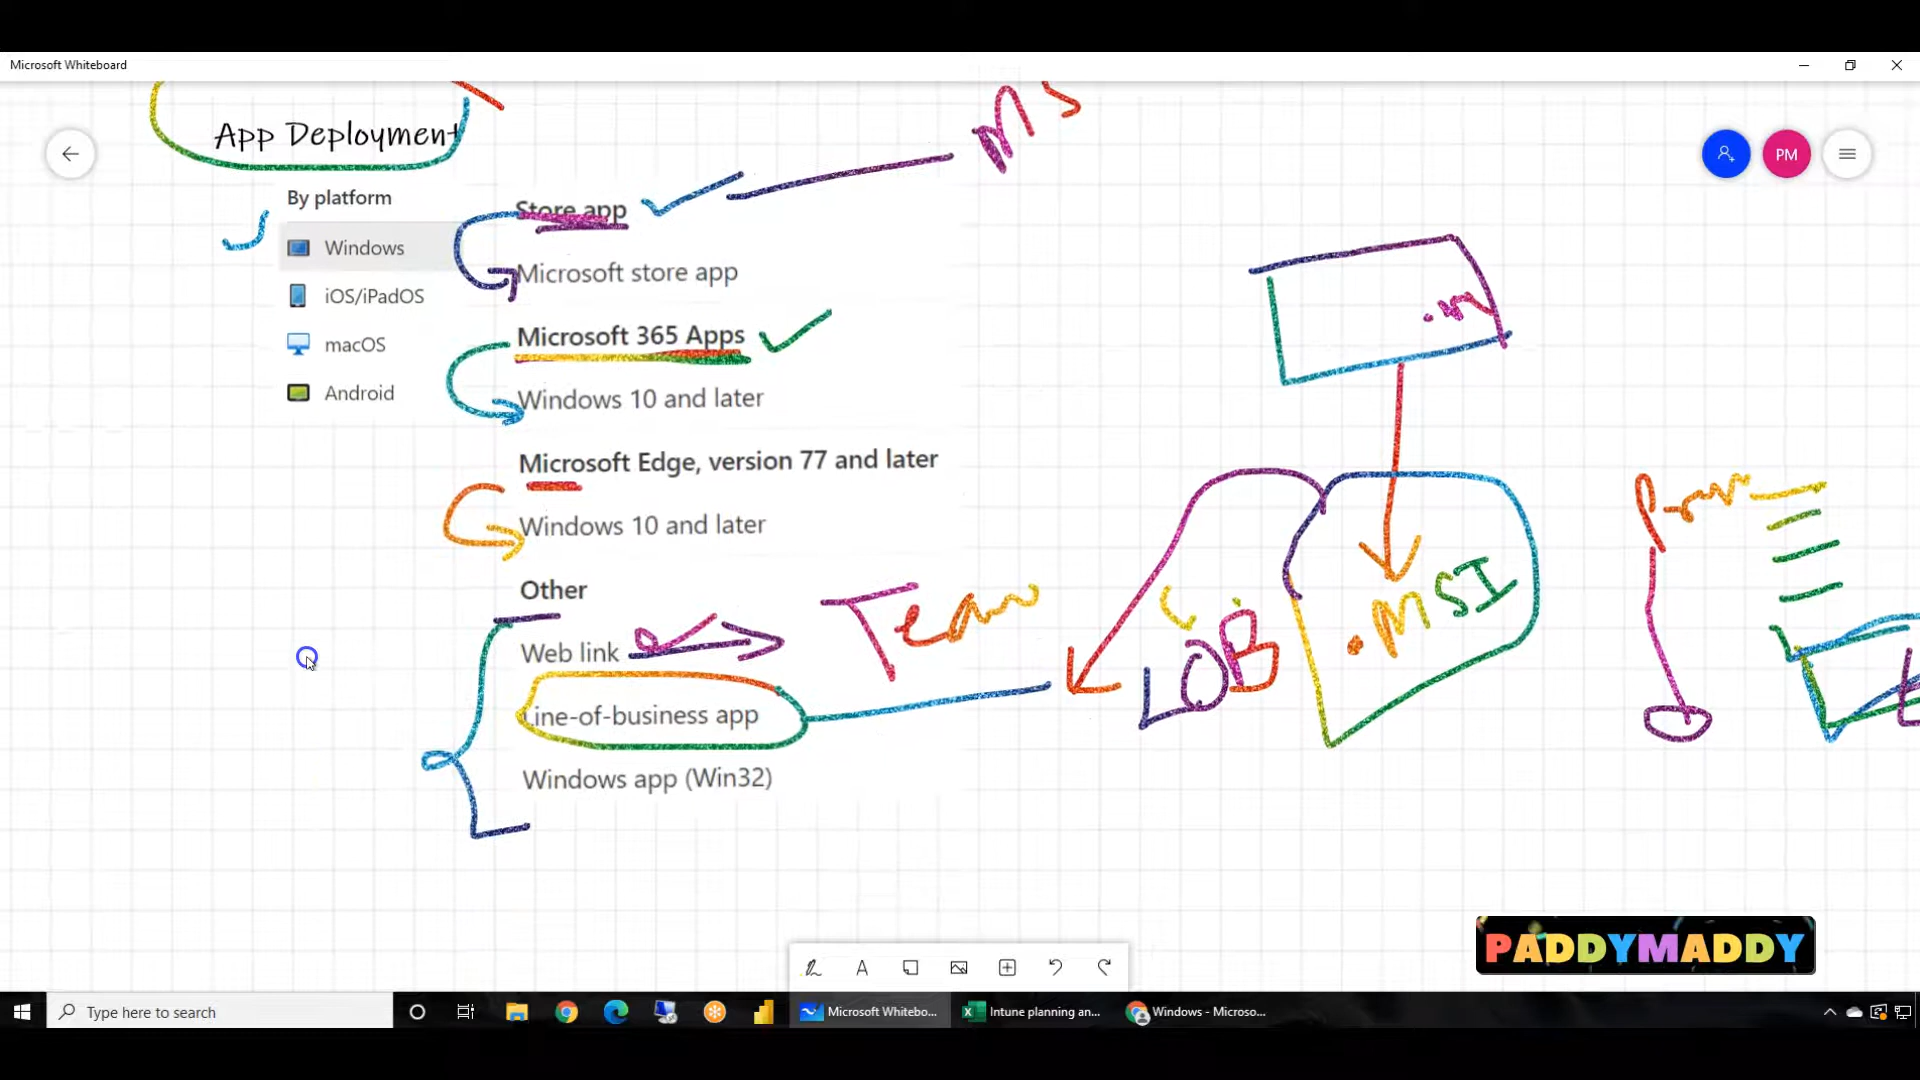 Microsoft Whiteboard
App Deployment
MS
PM
By platform
Windows
iOS/iPadOS
macOS
Android
Store app
Microsoft store app
Microsoft 365 Apps
Windows 10 and later
Microsoft Edge, version 77 and later
Windows 10 and later
Other
Web link
Team
Line-of-business app
Windows app (Win32)
.m
.MSI
LOB
PADDYMADDY
Type here to search
Microsoft Whitebo...
Intune planning an...
Windows - Microso...